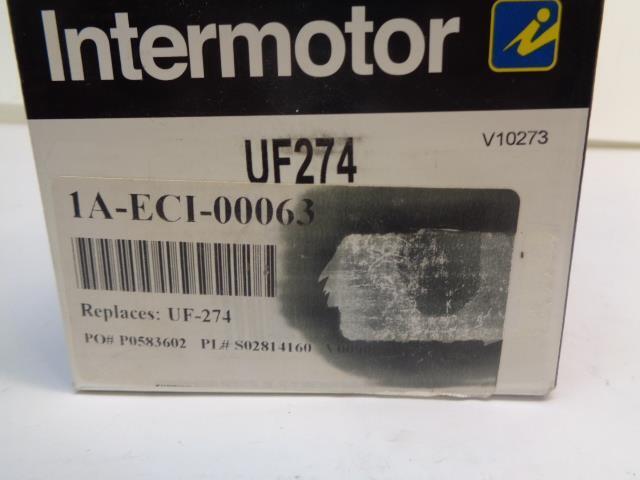 Intermotor
V10273
UF274
1A-ECI-00063
Replaces: UF-274
PO# P0583602 PL# S02814160